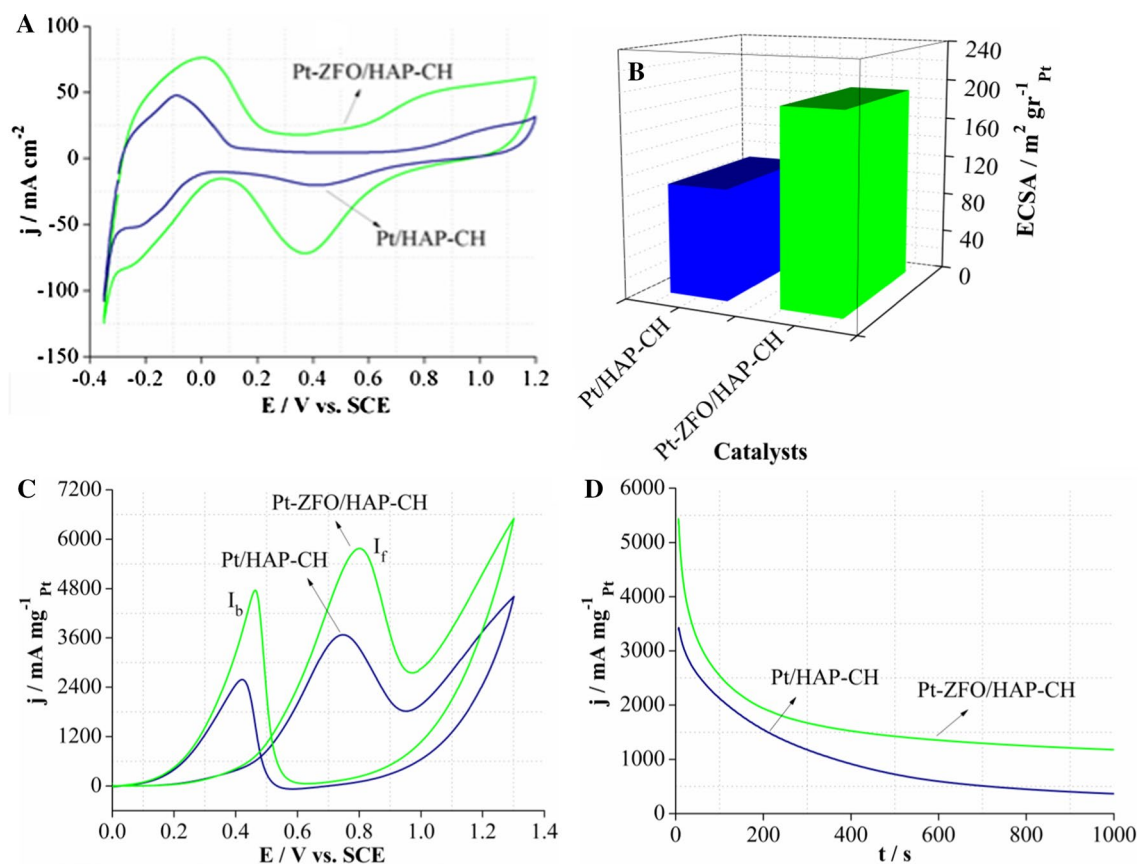 A
100
50
0
-50
-100
-150
j / mA cm-2
-0.4 -0.2 0.0 0.2 0.4 0.6 0.8 1.0 1.2
E / V vs. SCE
Pt-ZFO/HAP-CH
Pt/HAP-CH
B
240
200
160
120
80
40
0
ECSA / m2 gr-1Pt
Pt/HAP-CH
Pt-ZFO/HAP-CH
Catalysts
C
7200
6000
4800
3600
2400
1200
0
j / mA mg-1Pt
Pt-ZFO/HAP-CH
Pt/HAP-CH
If
Ib
0.0 0.2 0.4 0.6 0.8 1.0 1.2 1.4
E / V vs. SCE
D
6000
5000
4000
3000
2000
1000
0
j / mA mg-1Pt
Pt/HAP-CH
Pt-ZFO/HAP-CH
0 200 400 600 800 1000
t / s